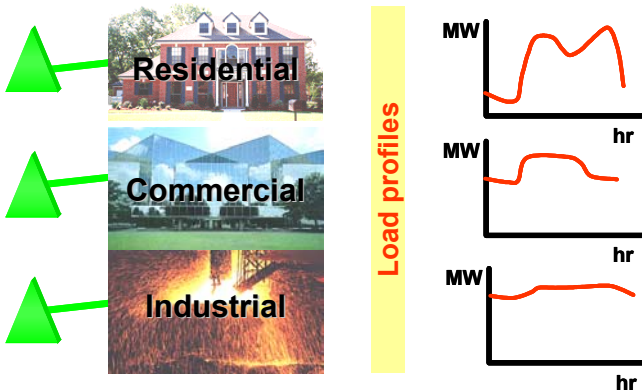 Residential
Commercial
Industrial
Load profiles
MW
hr
MW
hr
MW
hr